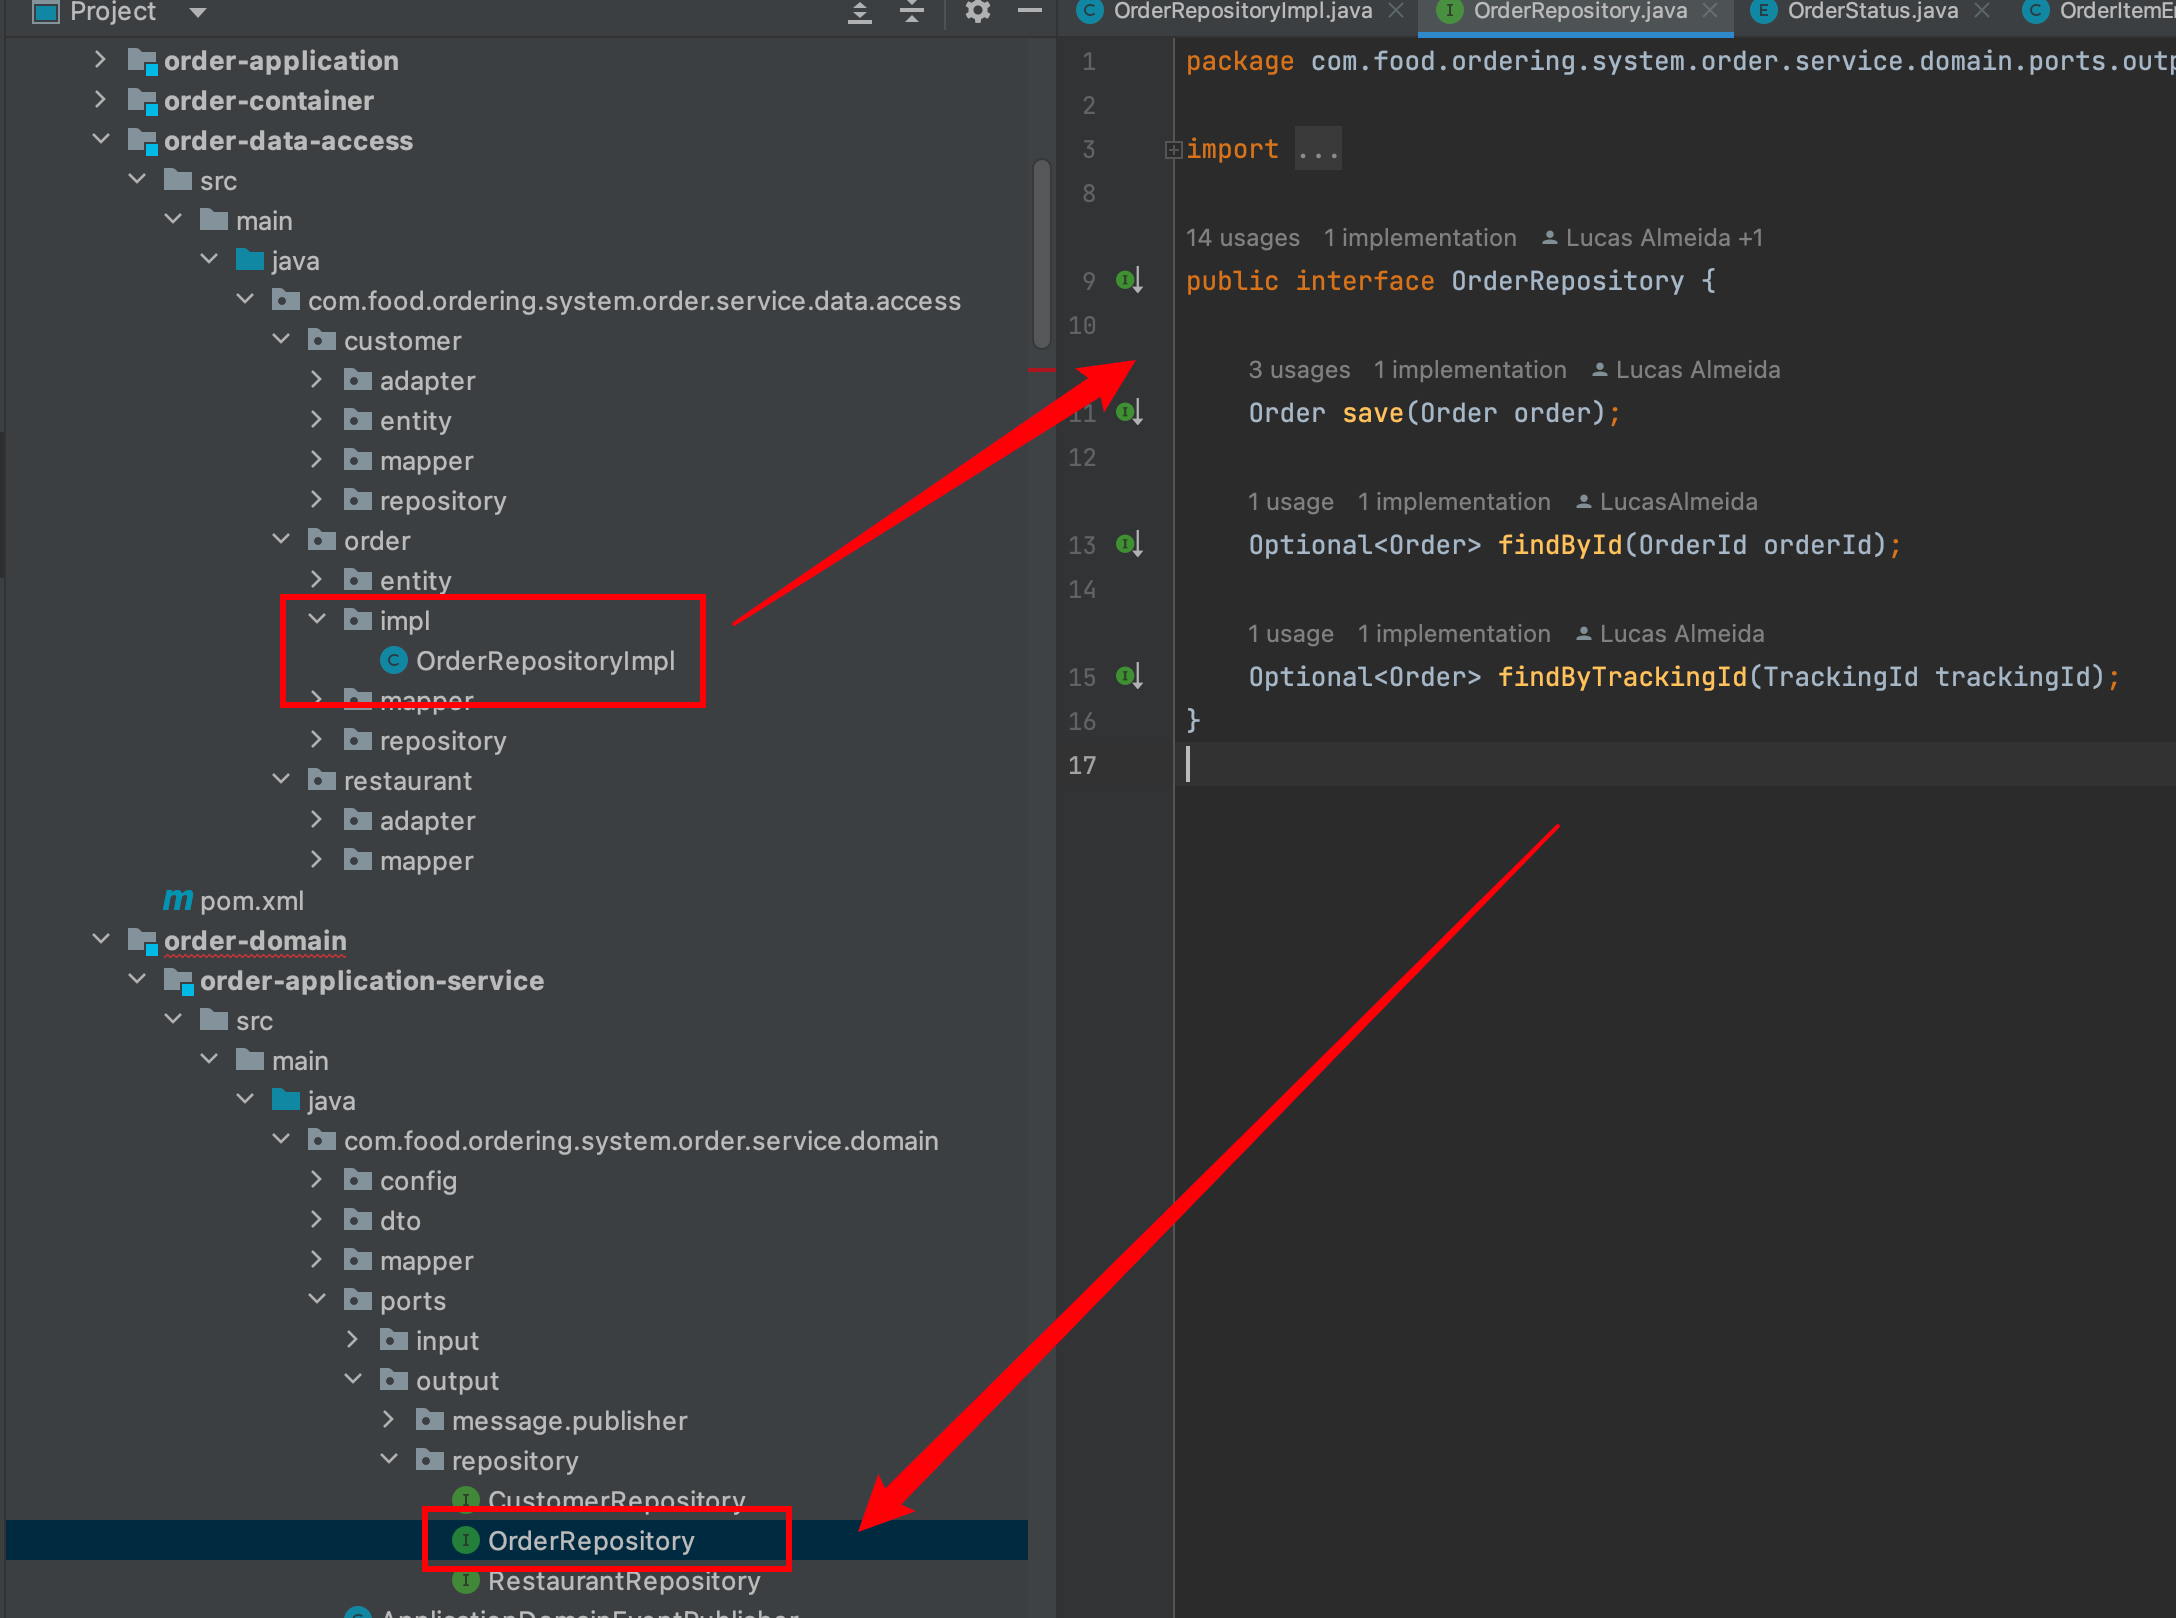 Project
order-application
order-container
order-data-access
src
main
java
com.food.ordering.system.order.service.data.access
customer
adapter
entity
mapper
repository
order
entity
impl
OrderRepositoryImpl
mapper
repository
restaurant
adapter
mapper
pom.xml
order-domain
order-application-service
src
main
java
com.food.ordering.system.order.service.domain
config
dto
mapper
ports
input
output
message.publisher
repository
CustomerRepository
OrderRepository
RestaurantRepository
ApplicationDomainEventPublisher
OrderRepositoryImpl.java OrderRepository.java OrderStatus.java
1 package com.food.ordering.system.order.service.domain.ports.outp
2
3 import ...
8
14 usages 1 implementation Lucas Almeida +1
9 public interface OrderRepository {
10
3 usages 1 implementation Lucas Almeida
11 Order save(Order order);
12
1 usage 1 implementation LucasAlmeida
13 Optional<Order> findById(OrderId orderId);
14
1 usage 1 implementation Lucas Almeida
15 Optional<Order> findByTrackingId(TrackingId trackingId);
16 }
17